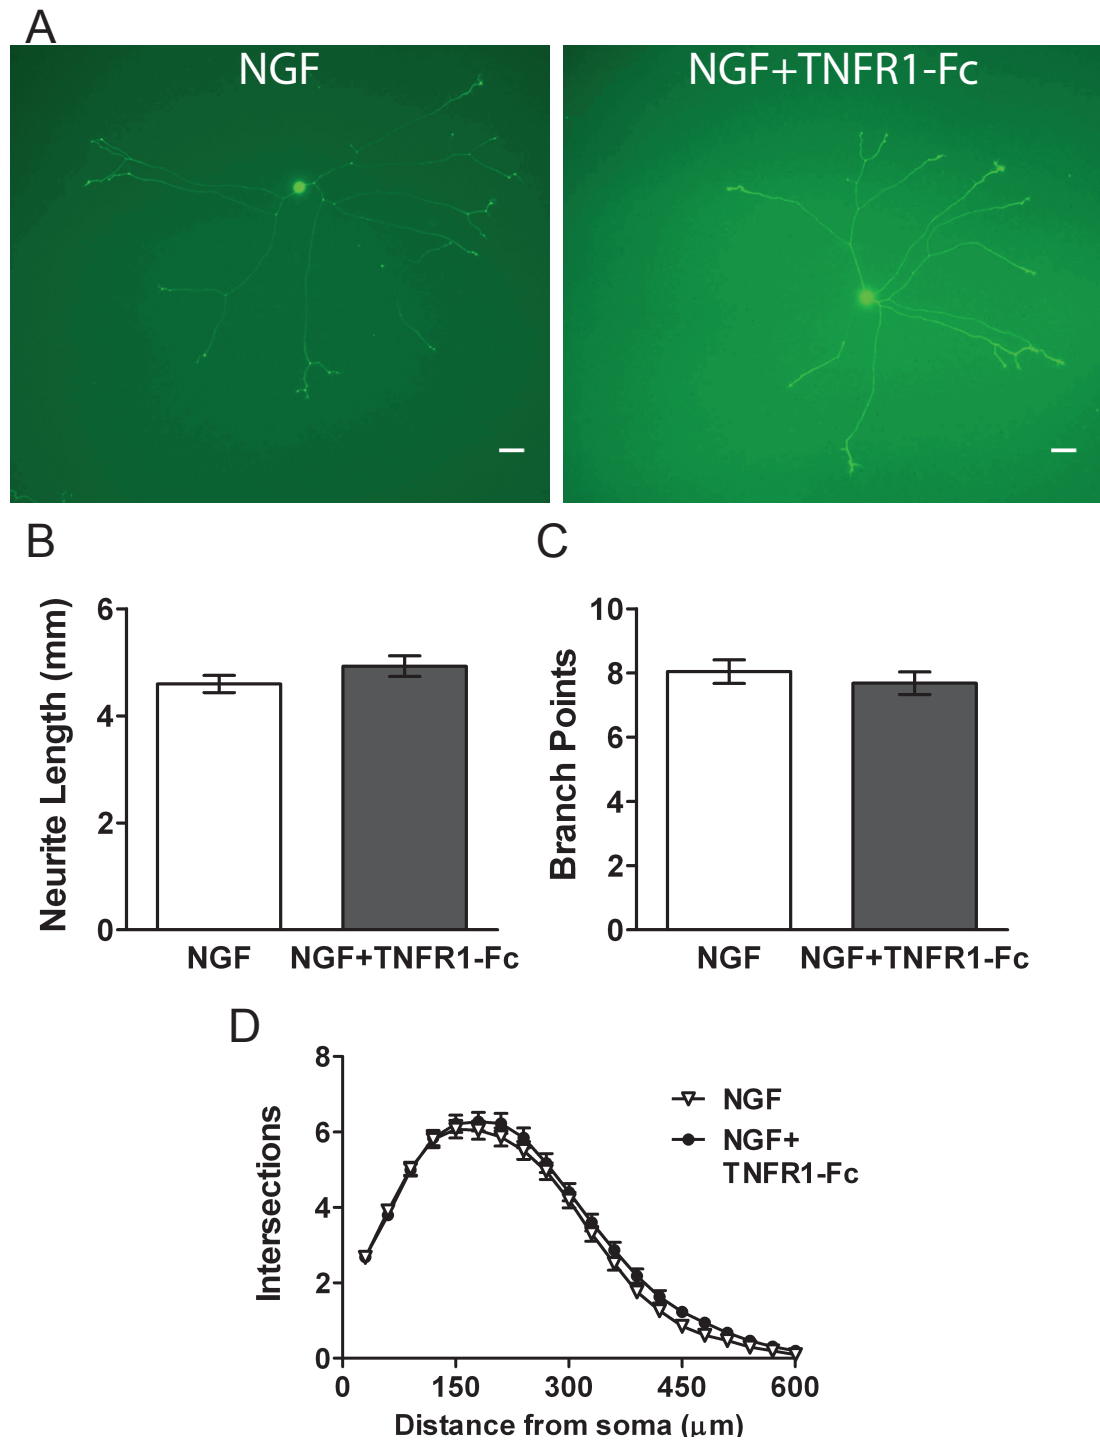 A
NGF
NGF+TNFR1-Fc
B
Neurite Length (mm)
6
4
2
0
NGF
NGF+TNFR1-Fc
C
Branch Points
10
8
6
4
2
0
NGF
NGF+TNFR1-Fc
D
Intersections
8
6
4
2
0
0
150
300
450
600
Distance from soma (μm)
NGF
NGF+
TNFR1-Fc